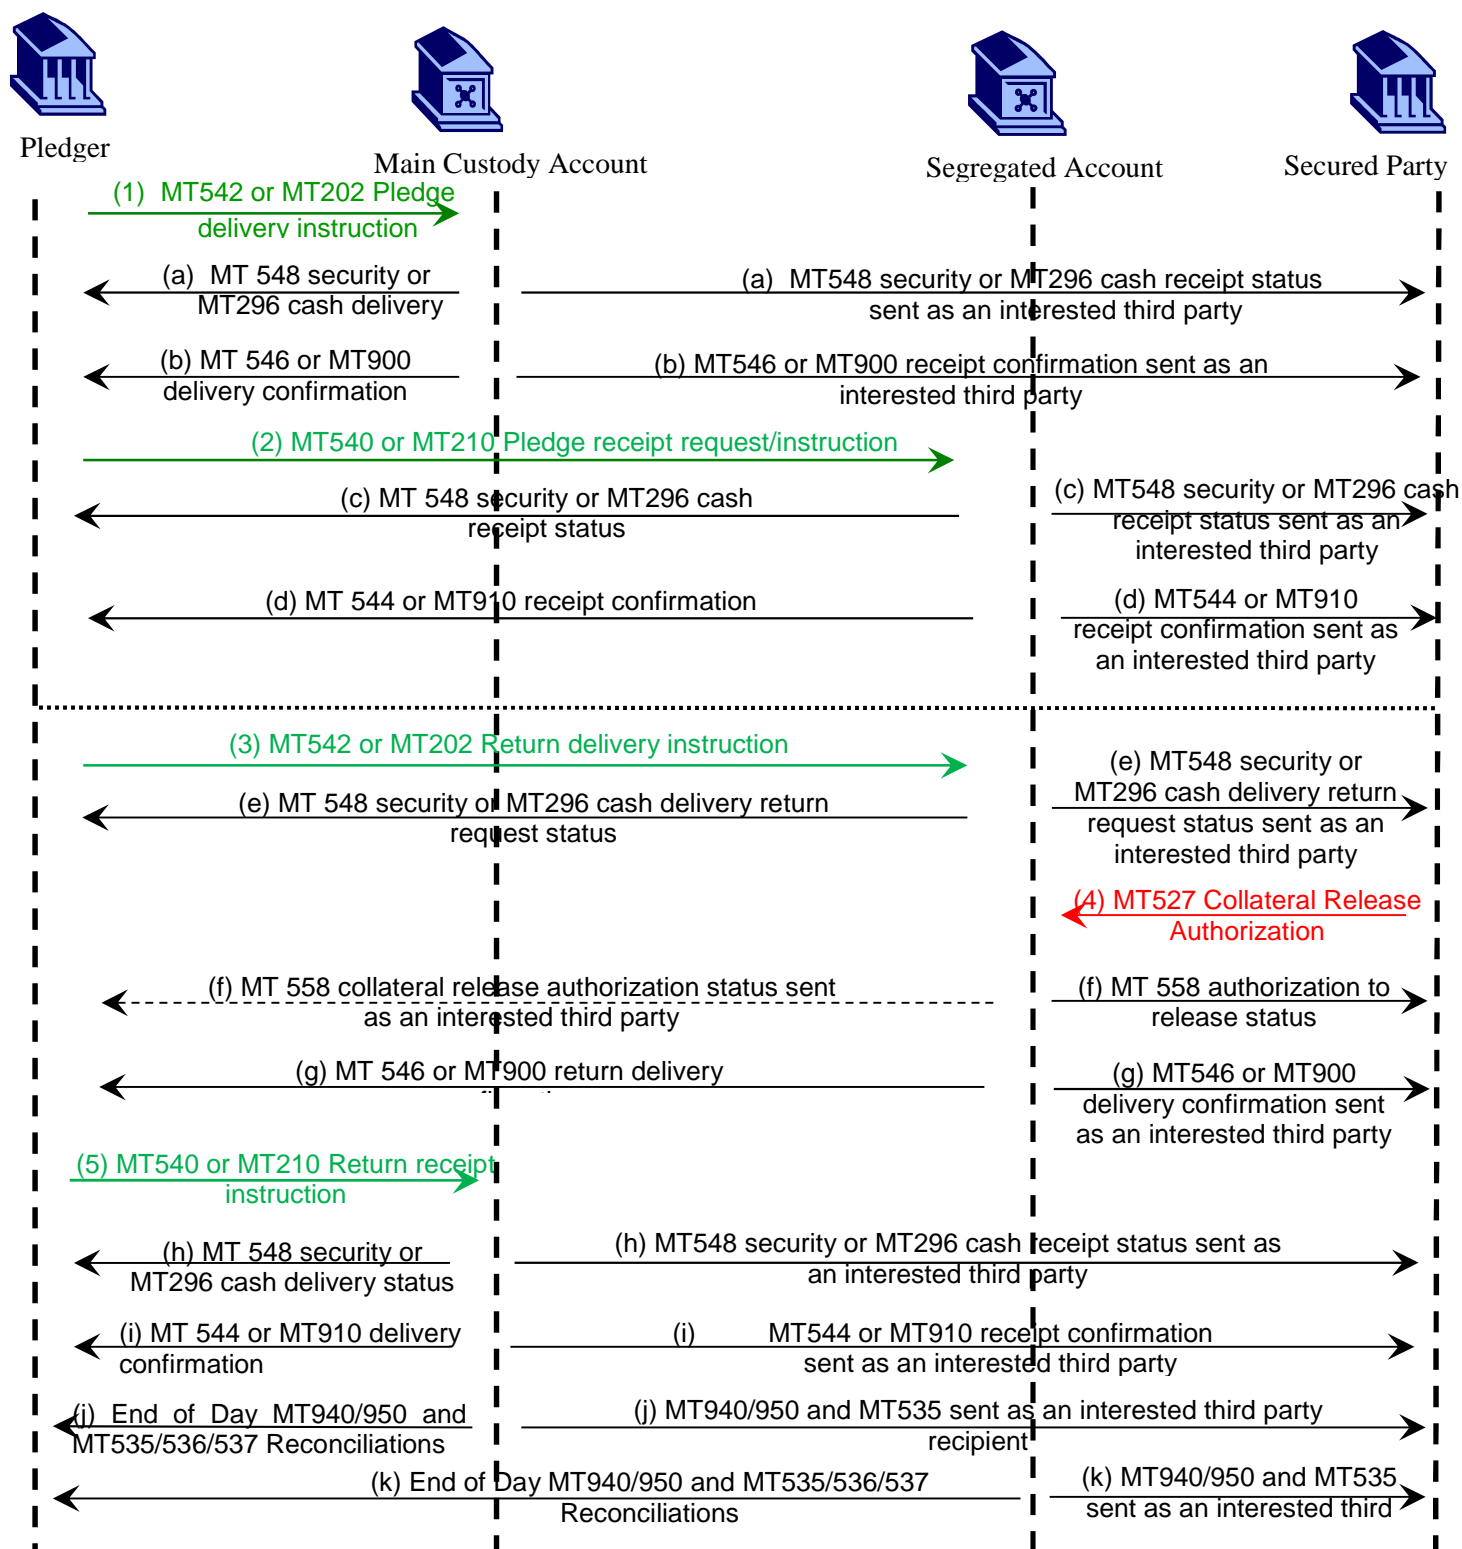 Pledger
Main Custody Account
Segregated Account
Secured Party
(1) MT542 or MT202 Pledge
delivery instruction
(a) MT 548 security or
MT296 cash delivery
(a) MT548 security or MT296 cash receipt status
sent as an interested third party
(b) MT 546 or MT900
delivery confirmation
(b) MT546 or MT900 receipt confirmation sent as an
interested third party
(2) MT540 or MT210 Pledge receipt request/instruction
(c) MT 548 security or MT296 cash
receipt status
(c) MT548 security or MT296 cash
receipt status sent as an
interested third party
(d) MT 544 or MT910 receipt confirmation
(d) MT544 or MT910
receipt confirmation sent as
an interested third party
(3) MT542 or MT202 Return delivery instruction
(e) MT 548 security or MT296 cash delivery return
request status
(e) MT548 security or
MT296 cash delivery return
request status sent as an
interested third party
(4) MT527 Collateral Release
Authorization
(f) MT 558 collateral release authorization status sent
as an interested third party
(f) MT 558 authorization to
release status
(g) MT 546 or MT900 return delivery
(g) MT546 or MT900
delivery confirmation sent
as an interested third party
(5) MT540 or MT210 Return receipt
instruction
(h) MT 548 security or
MT296 cash delivery status
(h) MT548 security or MT296 cash receipt status sent as
an interested third party
(i) MT 544 or MT910 delivery
confirmation
(i) MT544 or MT910 receipt confirmation
sent as an interested third party
(j) End of Day MT940/950 and
MT535/536/537 Reconciliations
(j) MT940/950 and MT535 sent as an interested third party
recipient
(k) End of Day MT940/950 and MT535/536/537
Reconciliations
(k) MT940/950 and MT535
sent as an interested third